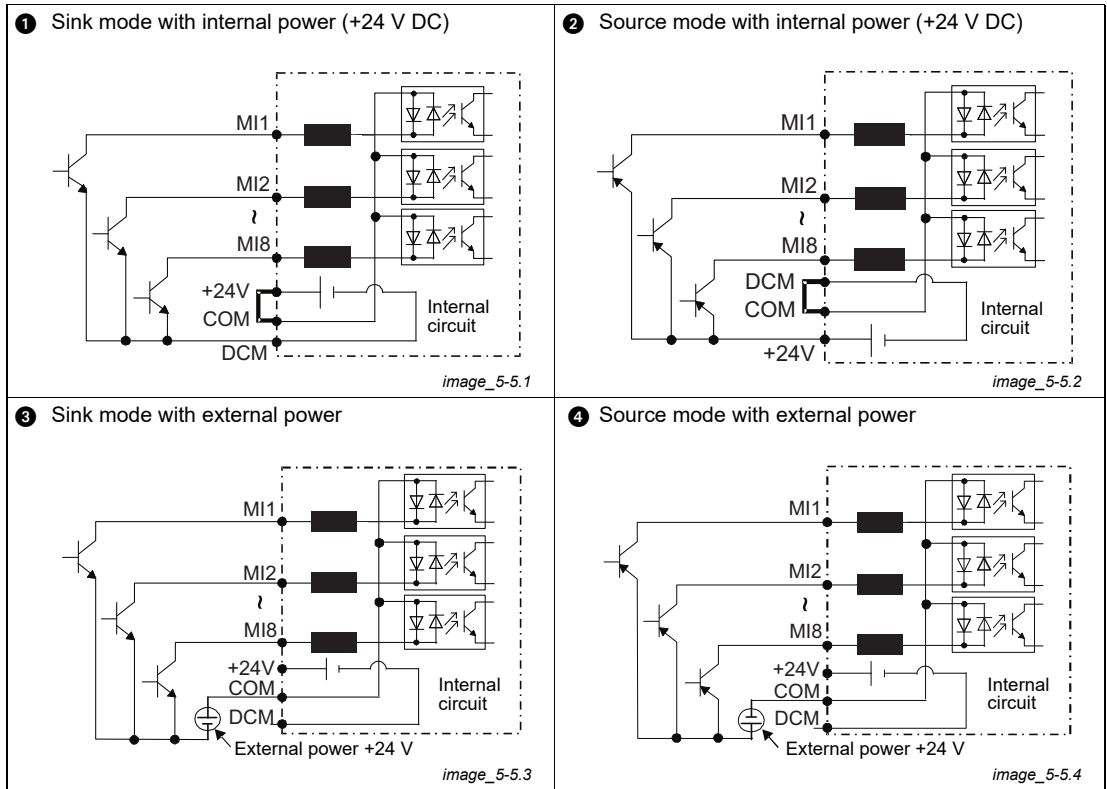 ❶ Sink mode with internal power (+24 V DC)
MI1
MI2
~
MI8
+24V
COM
DCM
Internal
circuit
image_5-5.1
❷ Source mode with internal power (+24 V DC)
MI1
MI2
~
MI8
DCM
COM
+24V
Internal
circuit
image_5-5.2
❸ Sink mode with external power
MI1
MI2
~
MI8
+24V
COM
DCM
Internal
circuit
External power +24 V
image_5-5.3
❹ Source mode with external power
MI1
MI2
~
MI8
+24V
COM
DCM
Internal
circuit
External power +24 V
image_5-5.4